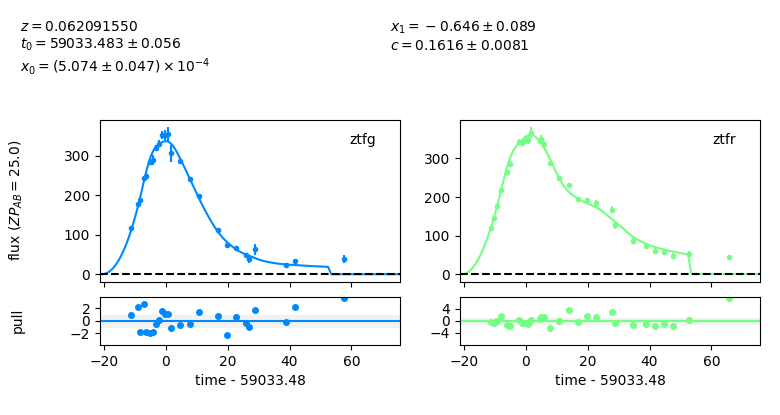 z = 0.062091550
t₀ = 59033.483 ± 0.056
x₀ = (5.074 ± 0.047) × 10⁻⁴
x₁ = −0.646 ± 0.089
c = 0.1616 ± 0.0081
flux (ZP_AB = 25.0)
ztfg
300
200
100
0
ztfr
300
200
100
0
pull
2
0
−2
−20 0 20 40 60
time - 59033.48
4
0
−4
−20 0 20 40 60
time - 59033.48